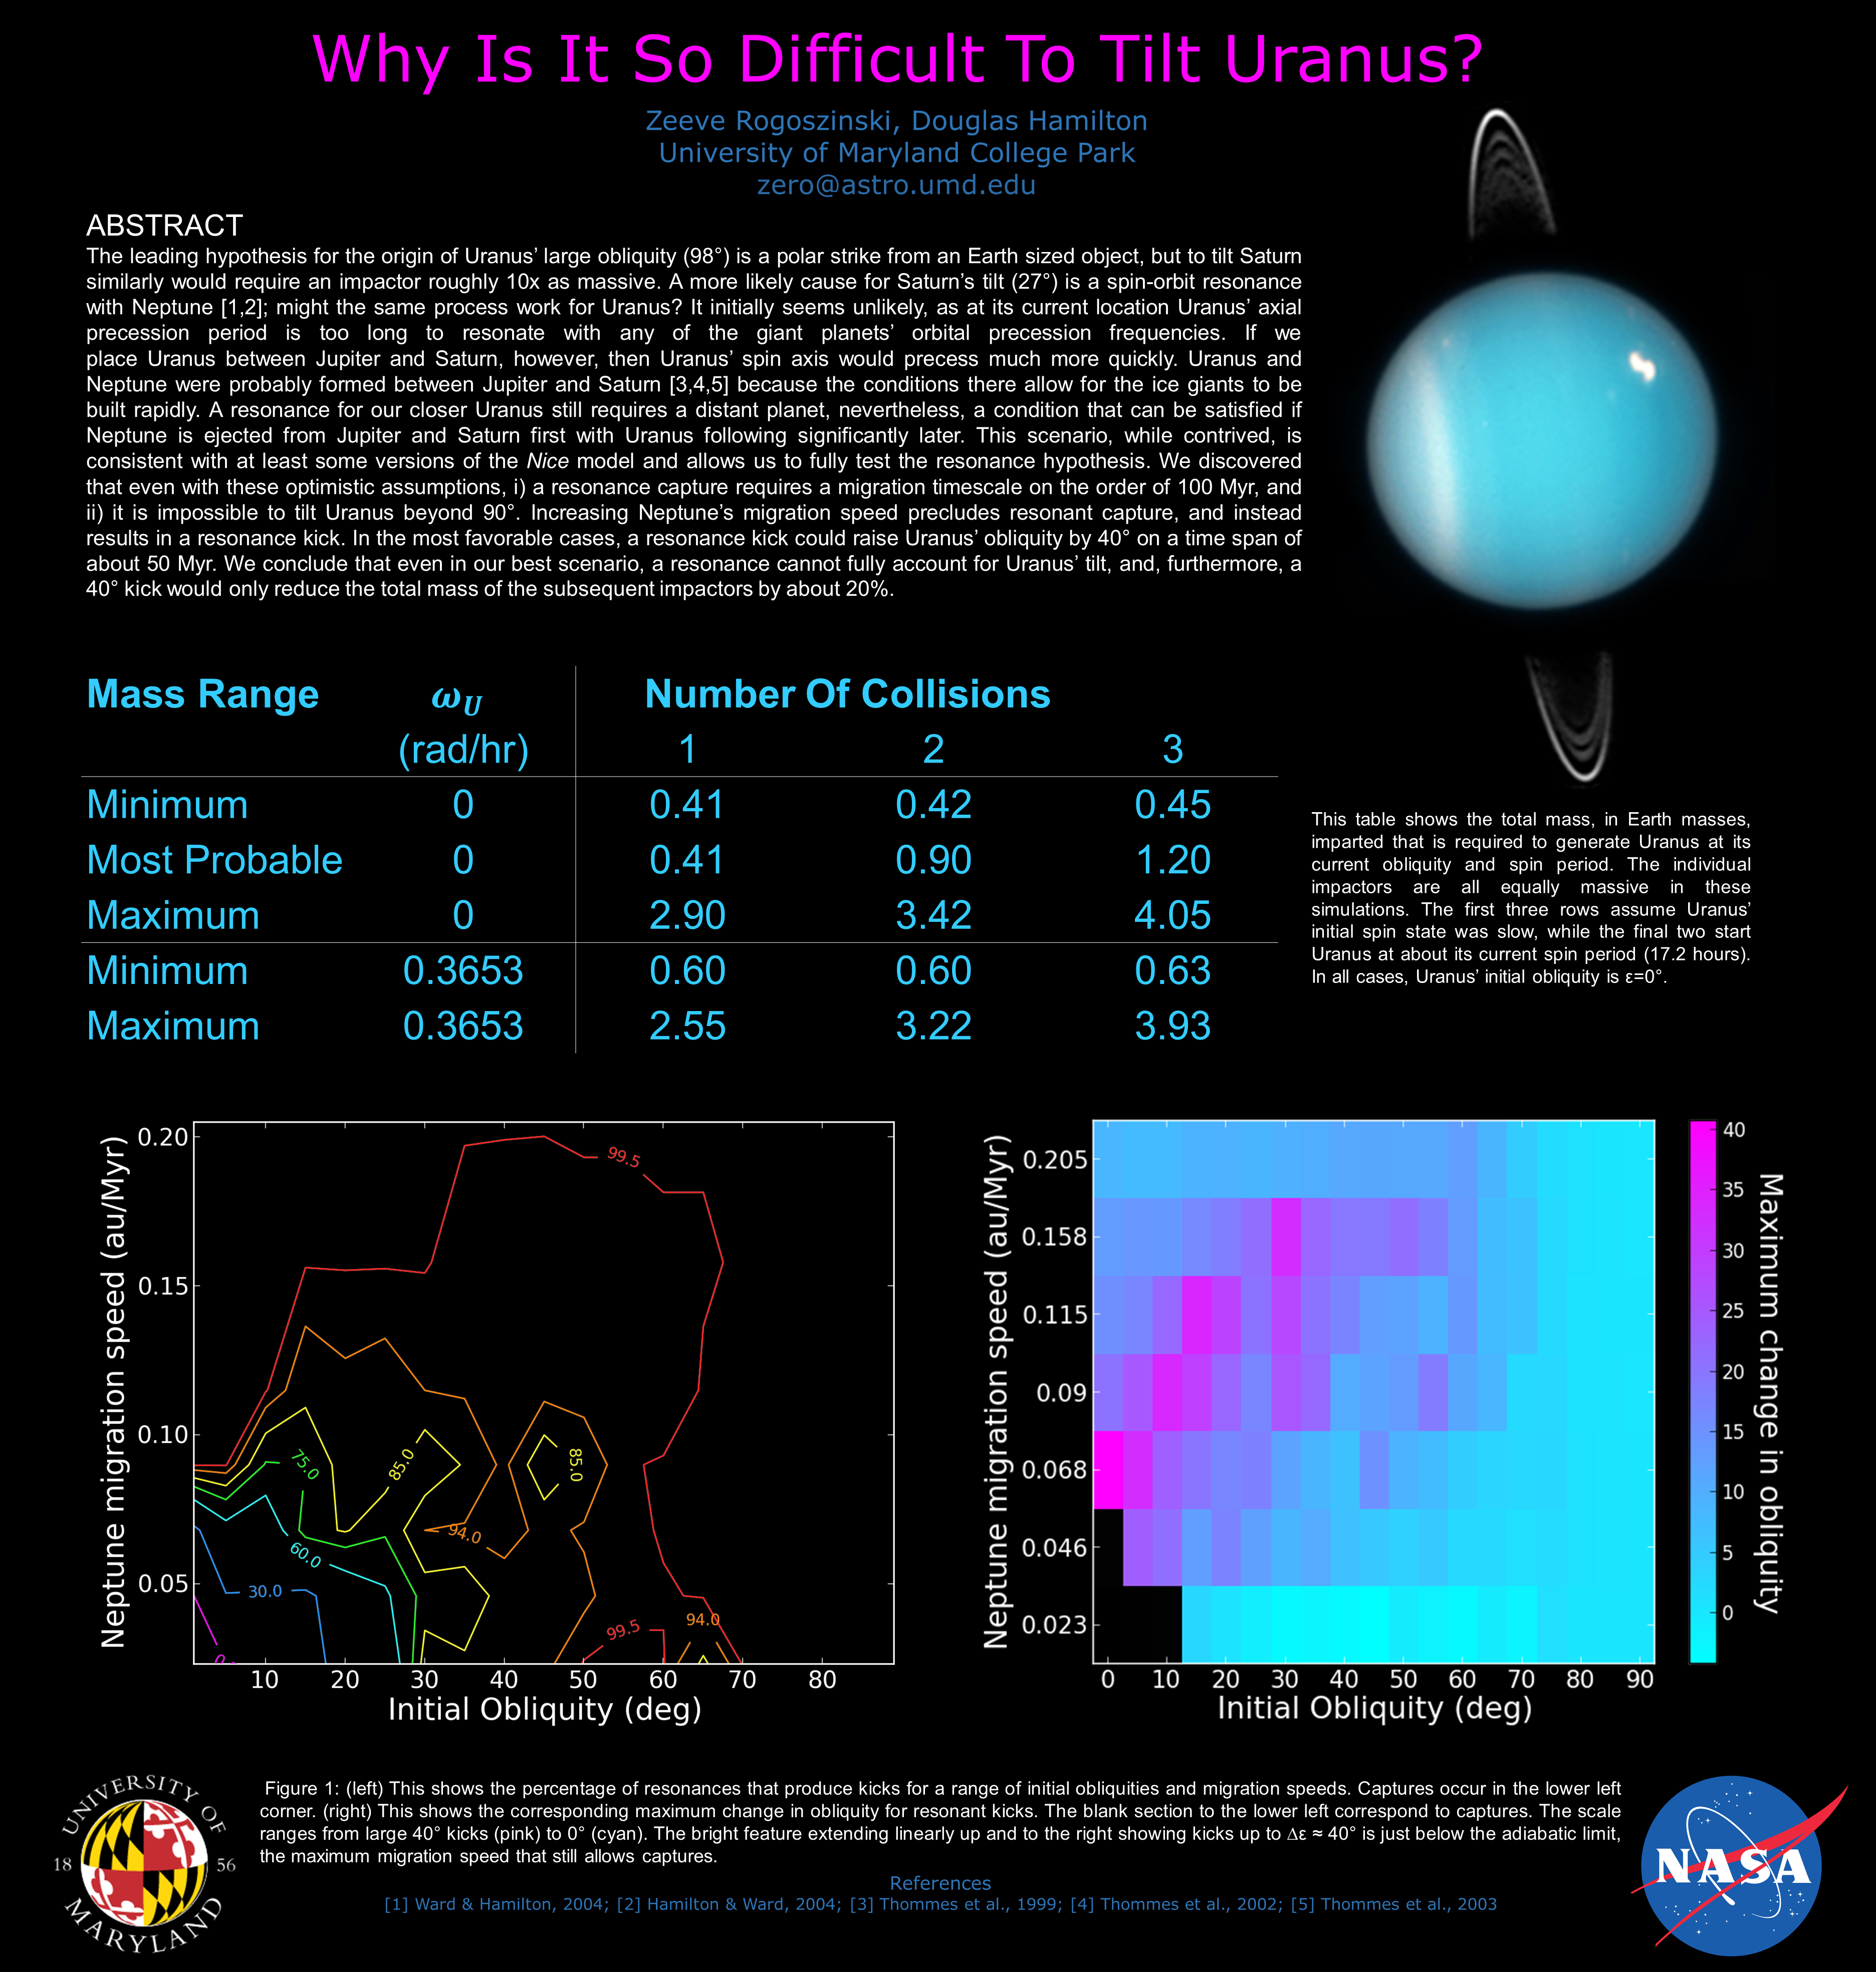 Why Is It So Difficult To Tilt Uranus?
Zeeve Rogoszinski, Douglas Hamilton
University of Maryland College Park
zero@astro.umd.edu
ABSTRACT
The leading hypothesis for the origin of Uranus’ large obliquity (98°) is a polar strike from an Earth sized object, but to tilt Saturn
similarly would require an impactor roughly 10x as massive. A more likely cause for Saturn’s tilt (27°) is a spin-orbit resonance
with Neptune [1,2]; might the same process work for Uranus? It initially seems unlikely, as at its current location Uranus’ axial
precession period is too long to resonate with any of the giant planets’ orbital precession frequencies. If we
place Uranus between Jupiter and Saturn, however, then Uranus’ spin axis would precess much more quickly. Uranus and
Neptune were probably formed between Jupiter and Saturn [3,4,5] because the conditions there allow for the ice giants to be
built rapidly. A resonance for our closer Uranus still requires a distant planet, nevertheless, a condition that can be satisfied if
Neptune is ejected from Jupiter and Saturn first with Uranus following significantly later. This scenario, while contrived, is
consistent with at least some versions of the Nice model and allows us to fully test the resonance hypothesis. We discovered
that even with these optimistic assumptions, i) a resonance capture requires a migration timescale on the order of 100 Myr, and
ii) it is impossible to tilt Uranus beyond 90°. Increasing Neptune’s migration speed precludes resonant capture, and instead
results in a resonance kick. In the most favorable cases, a resonance kick could raise Uranus’ obliquity by 40° on a time span of
about 50 Myr. We conclude that even in our best scenario, a resonance cannot fully account for Uranus’ tilt, and, furthermore, a
40° kick would only reduce the total mass of the subsequent impactors by about 20%.
Mass Range ω_U Number Of Collisions
(rad/hr) 1 2 3
Minimum 0 0.41 0.42 0.45
Most Probable 0 0.41 0.90 1.20
Maximum 0 2.90 3.42 4.05
Minimum 0.3653 0.60 0.60 0.63
Maximum 0.3653 2.55 3.22 3.93
This table shows the total mass, in Earth masses,
imparted that is required to generate Uranus at its
current obliquity and spin period. The individual
impactors are all equally massive in these
simulations. The first three rows assume Uranus’
initial spin state was slow, while the final two start
Uranus at about its current spin period (17.2 hours).
In all cases, Uranus’ initial obliquity is ε=0°.
Neptune migration speed (au/Myr)
0.20
0.15
0.10
0.05
99.5
75.0
85.0
85.0
94.0
60.0
30.0
99.5
94.0
10 20 30 40 50 60 70 80
Initial Obliquity (deg)
Neptune migration speed (au/Myr)
0.205
0.158
0.115
0.09
0.068
0.046
0.023
0 10 20 30 40 50 60 70 80 90
Initial Obliquity (deg)
40
35
30
25
20
15
10
5
0
Maximum change in obliquity
Figure 1: (left) This shows the percentage of resonances that produce kicks for a range of initial obliquities and migration speeds. Captures occur in the lower left
corner. (right) This shows the corresponding maximum change in obliquity for resonant kicks. The blank section to the lower left correspond to captures. The scale
ranges from large 40° kicks (pink) to 0° (cyan). The bright feature extending linearly up and to the right showing kicks up to Δε ≈ 40° is just below the adiabatic limit,
the maximum migration speed that still allows captures.
References
[1] Ward & Hamilton, 2004; [2] Hamilton & Ward, 2004; [3] Thommes et al., 1999; [4] Thommes et al., 2002; [5] Thommes et al., 2003
UNIVERSITY OF
18 56
MARYLAND
NASA